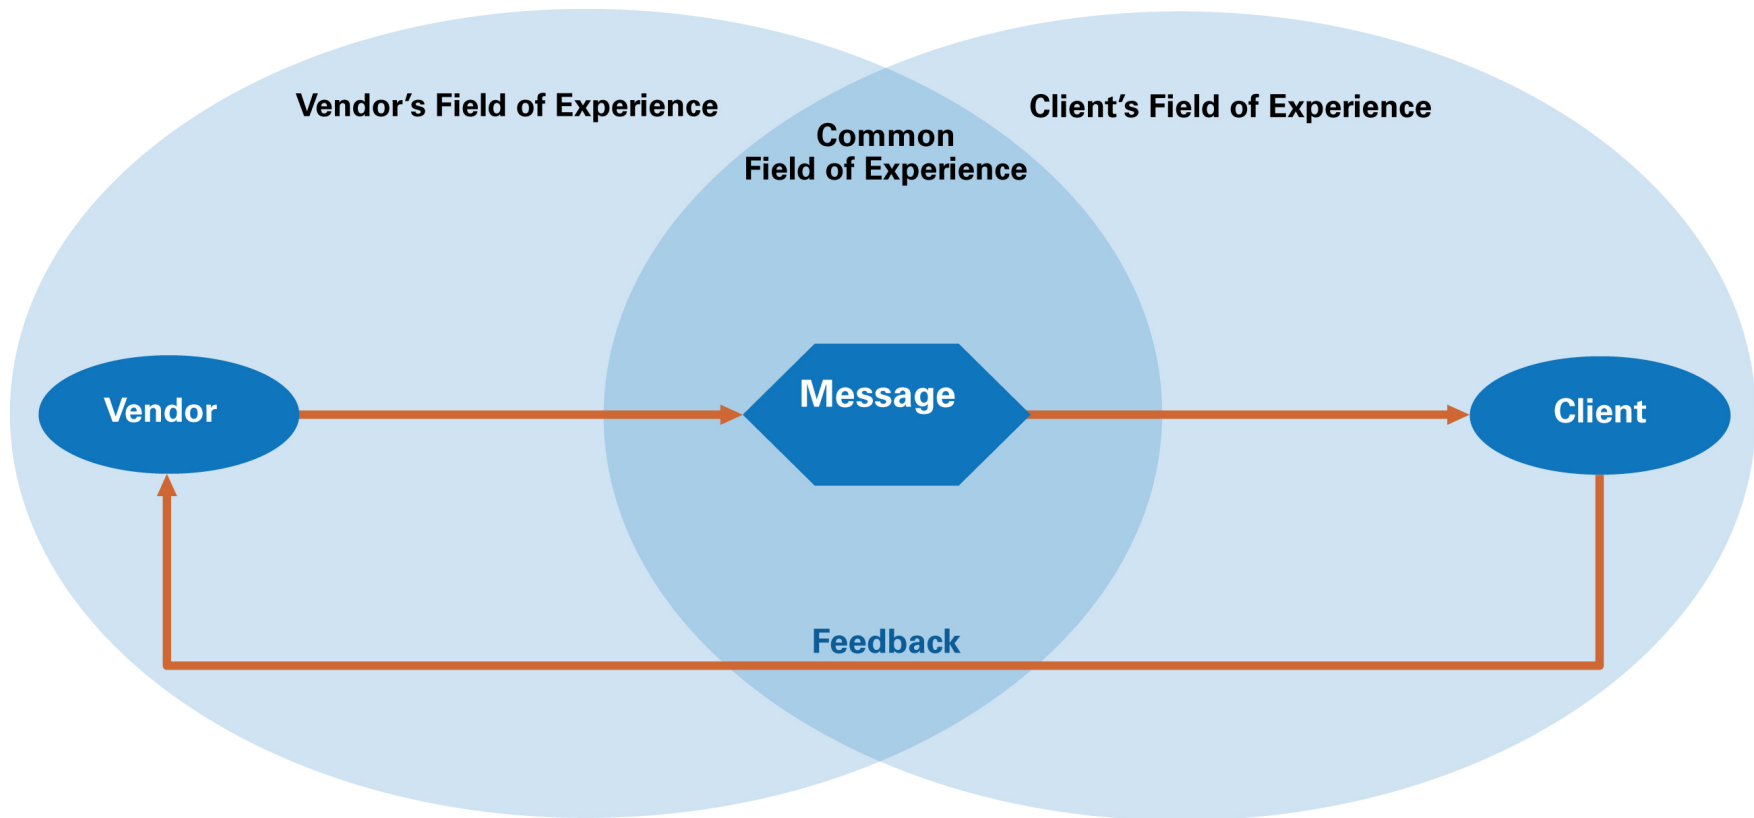 Vendor’s Field of Experience
Client’s Field of Experience
Common
Field of Experience
Vendor
Message
Client
Feedback